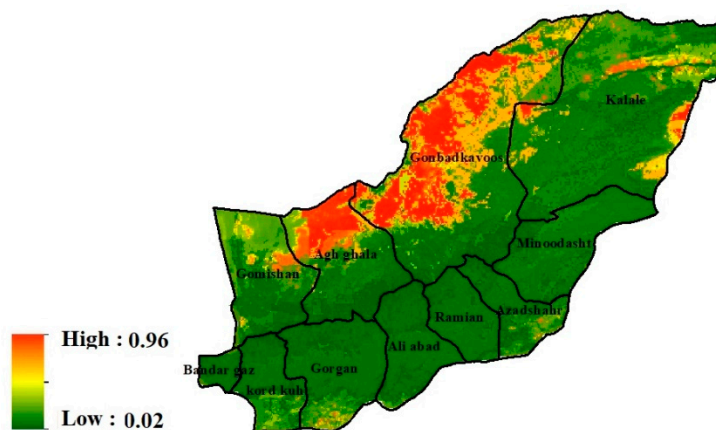 Kalale
Gonbadkavoos
Minoodasht
Agh ghala
Gomishan
Azadshahr
Ramian
High : 0.96
Ali abad
Gorgan
Bandar gaz
kord kuh
Low : 0.02